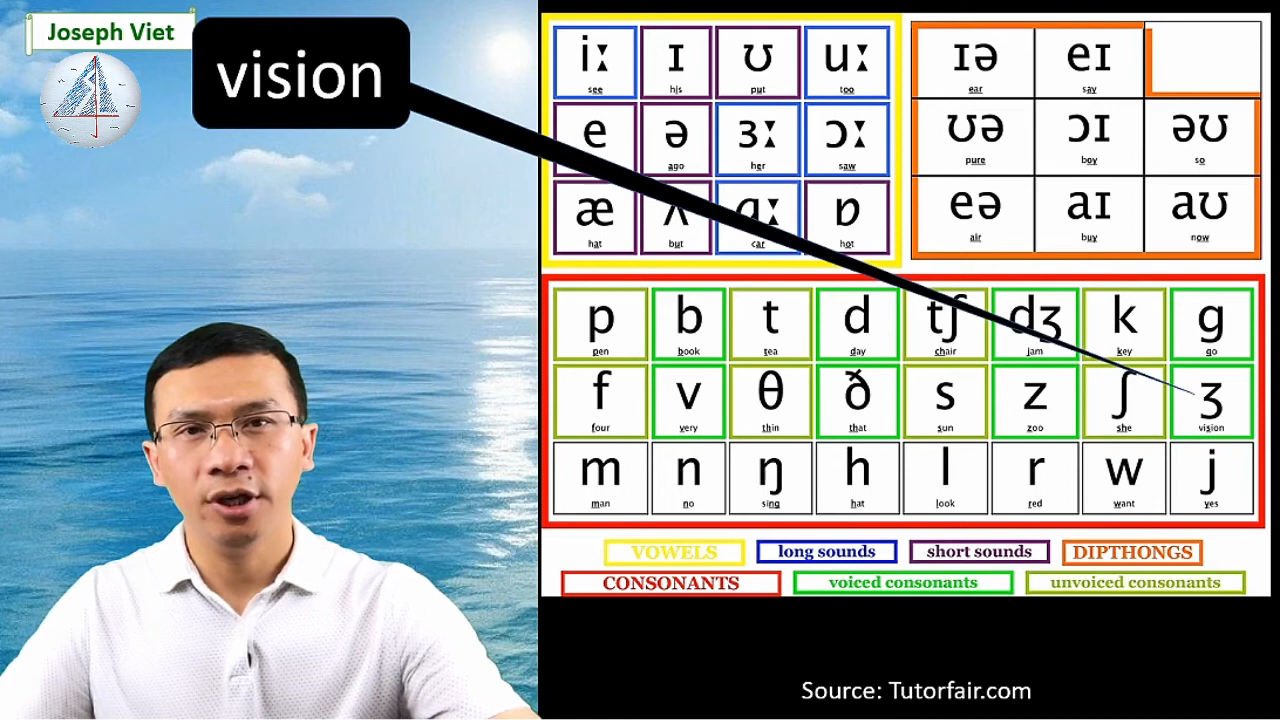 Joseph Viet
vision
iː ɪ ʊ uː
see his put too
e ə ɜː ɔː
ago her saw
æ ʌ ɑː ɒ
hat but car hot
ɪə eɪ
ear say
ʊə ɔɪ əʊ
pure boy so
eə aɪ aʊ
air buy now
p b t d tʃ dʒ k g
pen book tea day chair jam key go
f v θ ð s z ʃ ʒ
four very thin that sun zoo she vision
m n ŋ h l r w j
man no sing hat look red want yes
VOWELS long sounds short sounds DIPTHONGS
CONSONANTS voiced consonants unvoiced consonants
Source: Tutorfair.com